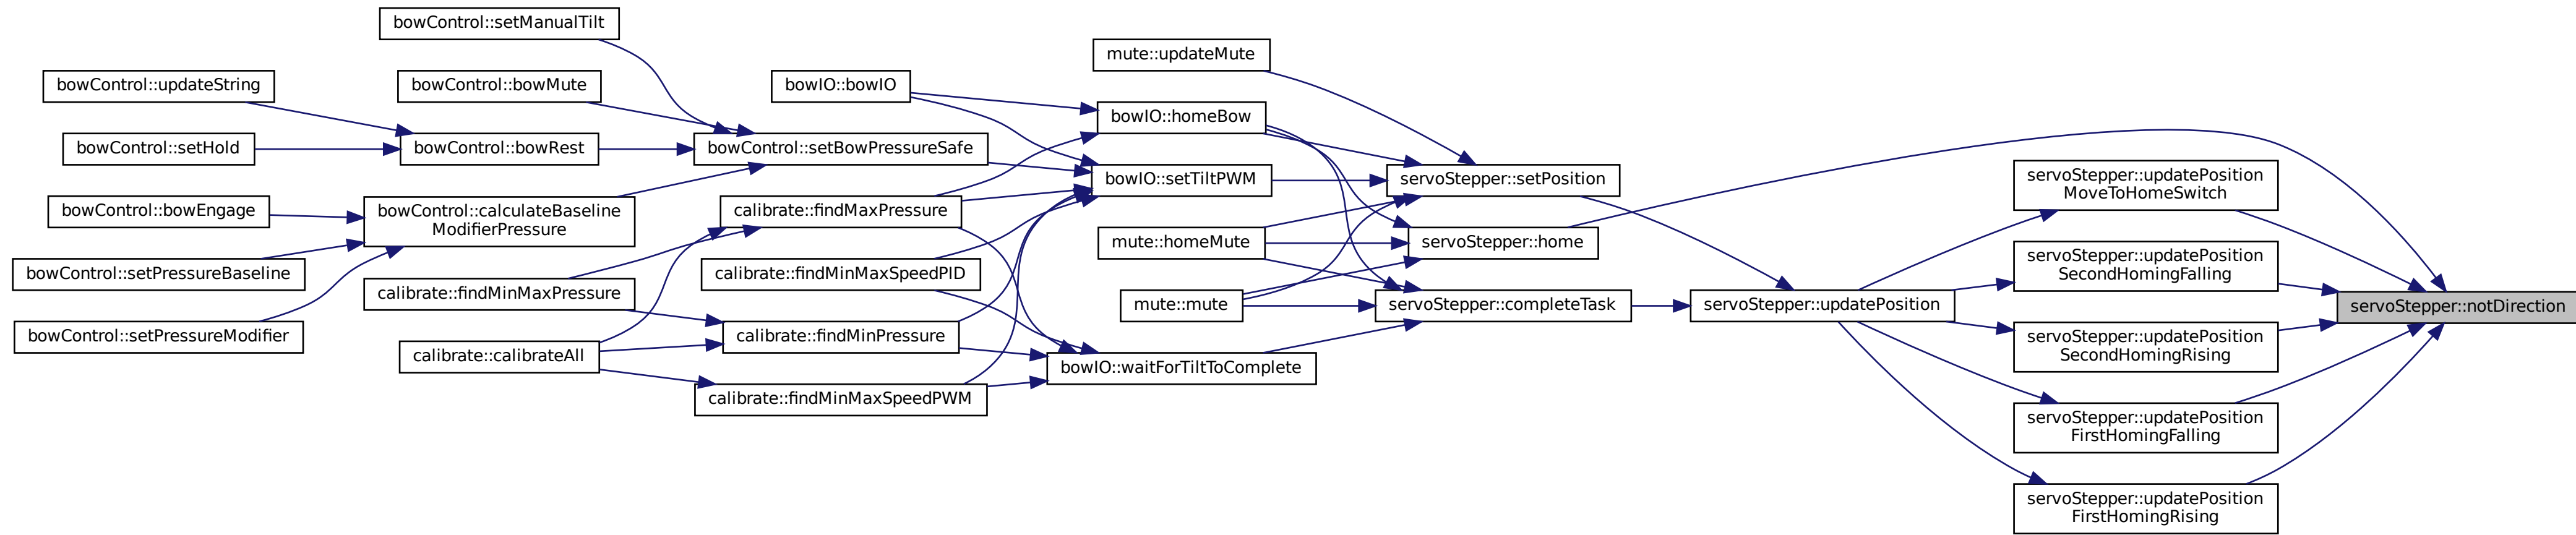 bowControl::setManualTilt
bowControl::updateString
bowControl::setHold
bowControl::bowEngage
bowControl::setPressureBaseline
bowControl::setPressureModifier
bowControl::bowMute
bowControl::bowRest
bowControl::calculateBaseline
ModifierPressure
calibrate::findMinMaxPressure
calibrate::calibrateAll
bowIO::bowIO
bowControl::setBowPressureSafe
calibrate::findMaxPressure
calibrate::findMinMaxSpeedPID
calibrate::findMinPressure
calibrate::findMinMaxSpeedPWM
mute::updateMute
bowIO::homeBow
bowIO::setTiltPWM
mute::homeMute
mute::mute
bowIO::waitForTiltToComplete
servoStepper::setPosition
servoStepper::home
servoStepper::completeTask
servoStepper::updatePosition
servoStepper::updatePosition
MoveToHomeSwitch
servoStepper::updatePosition
SecondHomingFalling
servoStepper::updatePosition
SecondHomingRising
servoStepper::updatePosition
FirstHomingFalling
servoStepper::updatePosition
FirstHomingRising
servoStepper::notDirection